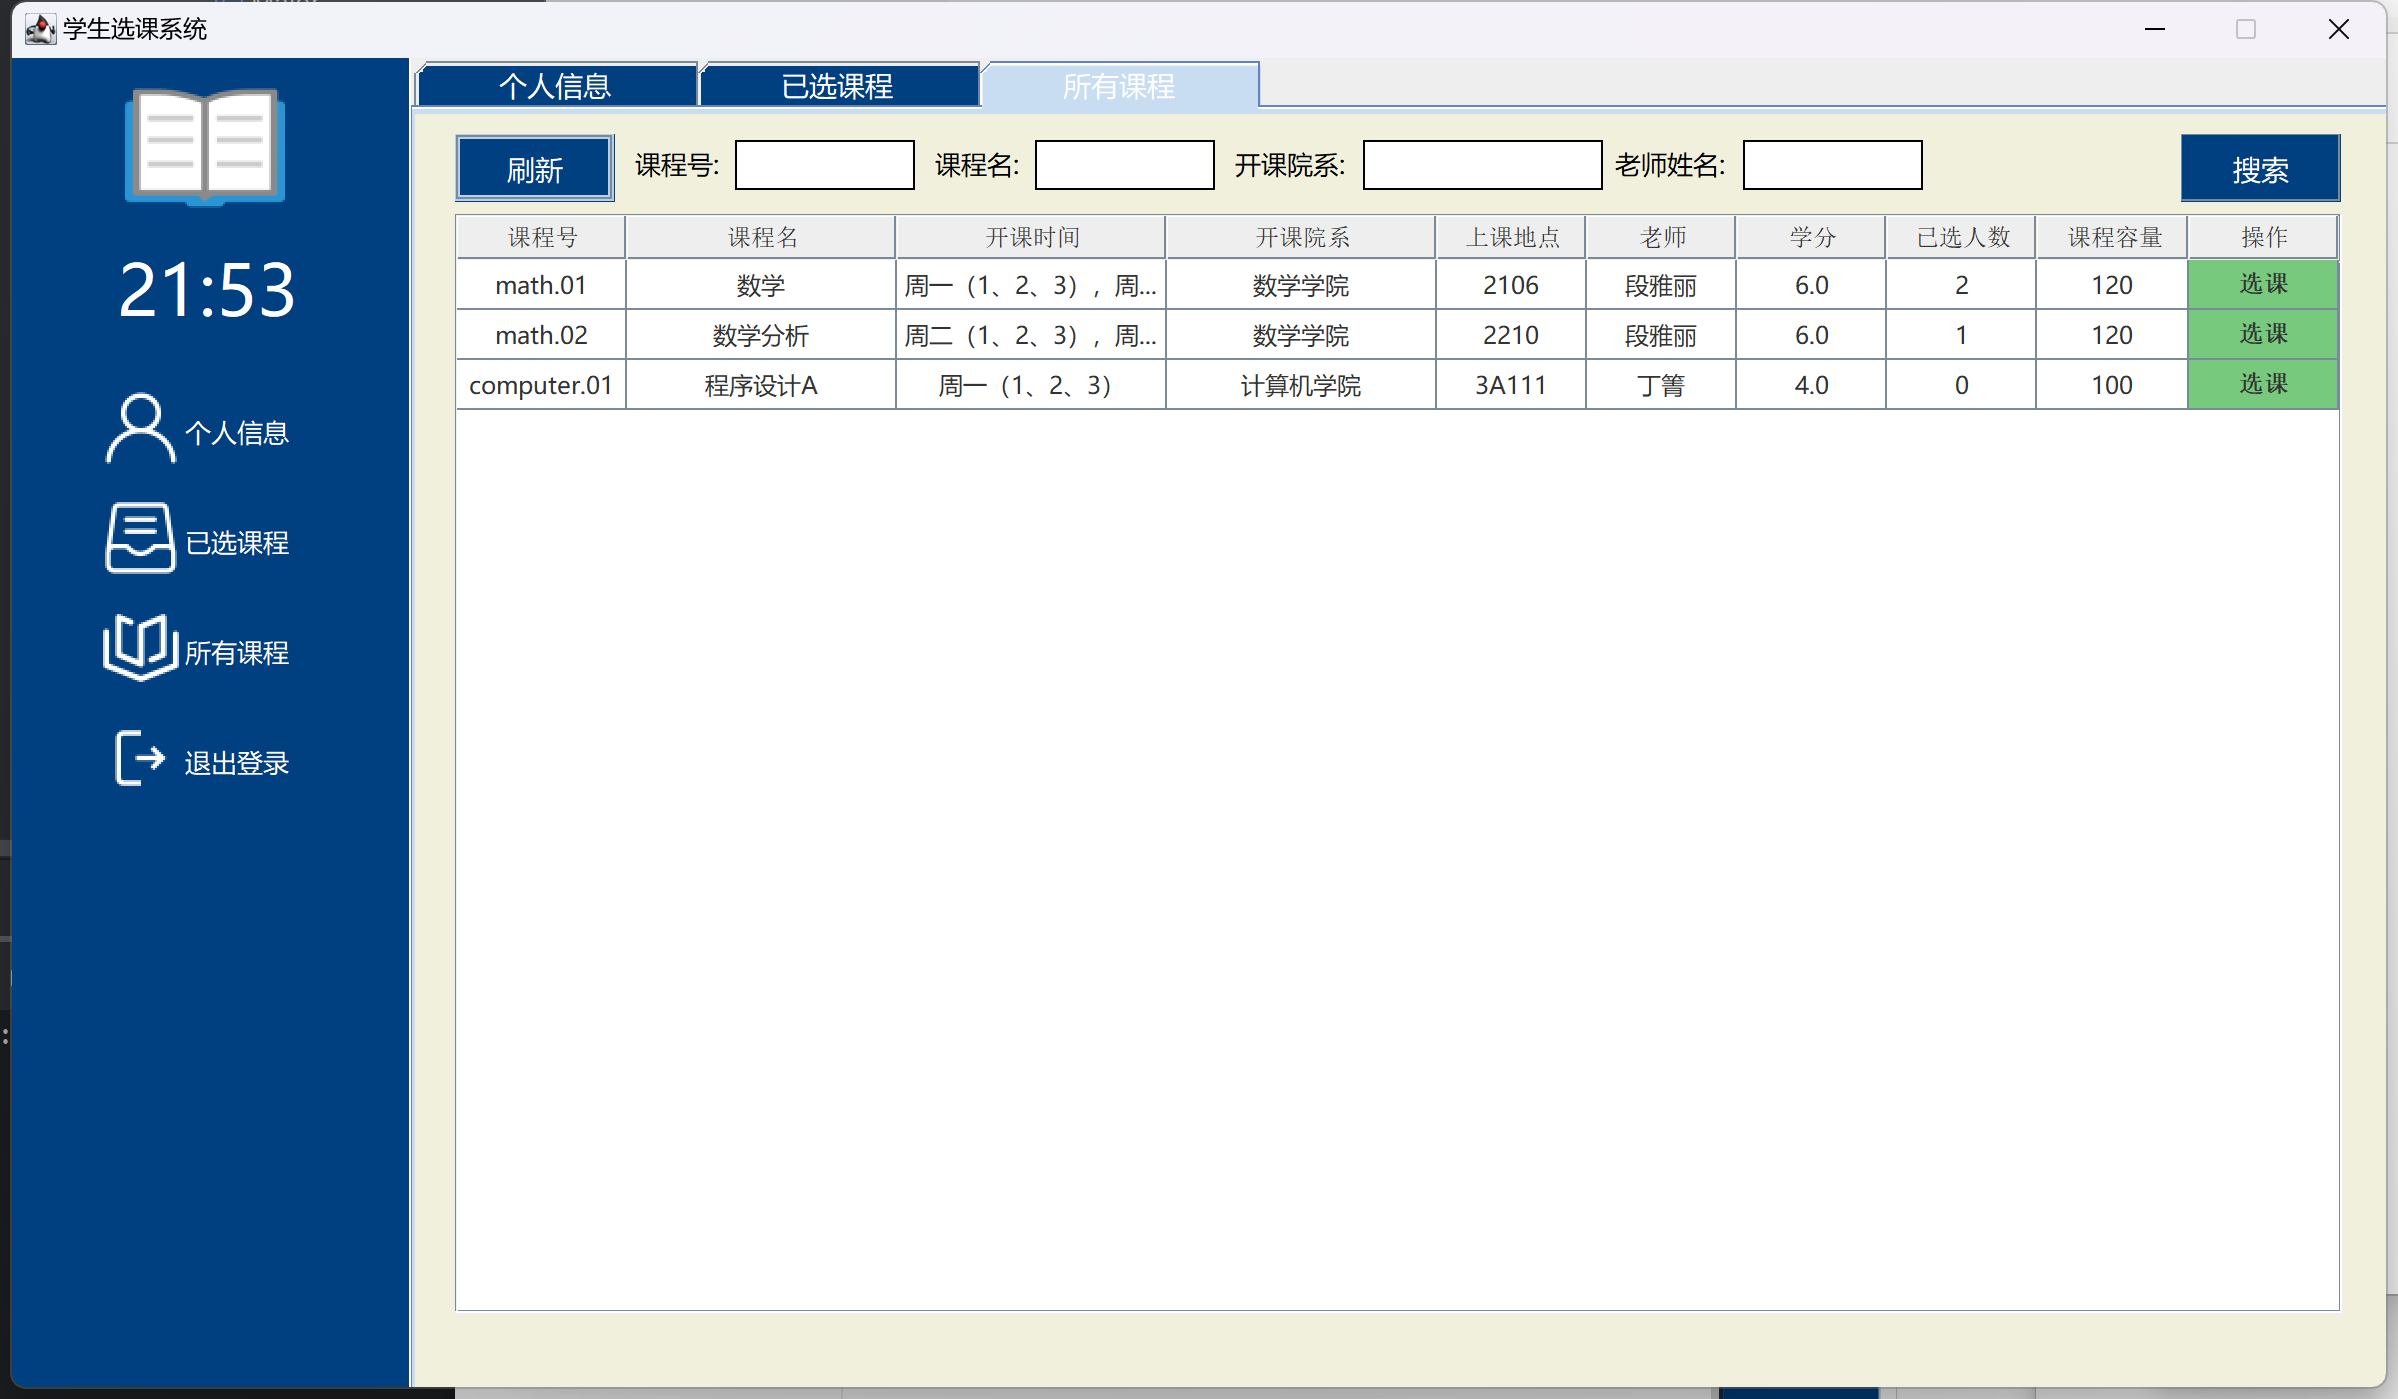 学生选课系统
21:53
个人信息
已选课程
所有课程
退出登录
个人信息 已选课程 所有课程
刷新 课程号: 课程名: 开课院系: 老师姓名: 搜索
课程号 课程名 开课时间 开课院系 上课地点 老师 学分 已选人数 课程容量 操作
math.01 数学 周一（1、2、3），周... 数学学院 2106 段雅丽 6.0 2 120 选课
math.02 数学分析 周二（1、2、3），周... 数学学院 2210 段雅丽 6.0 1 120 选课
computer.01 程序设计A 周一（1、2、3） 计算机学院 3A111 丁箐 4.0 0 100 选课